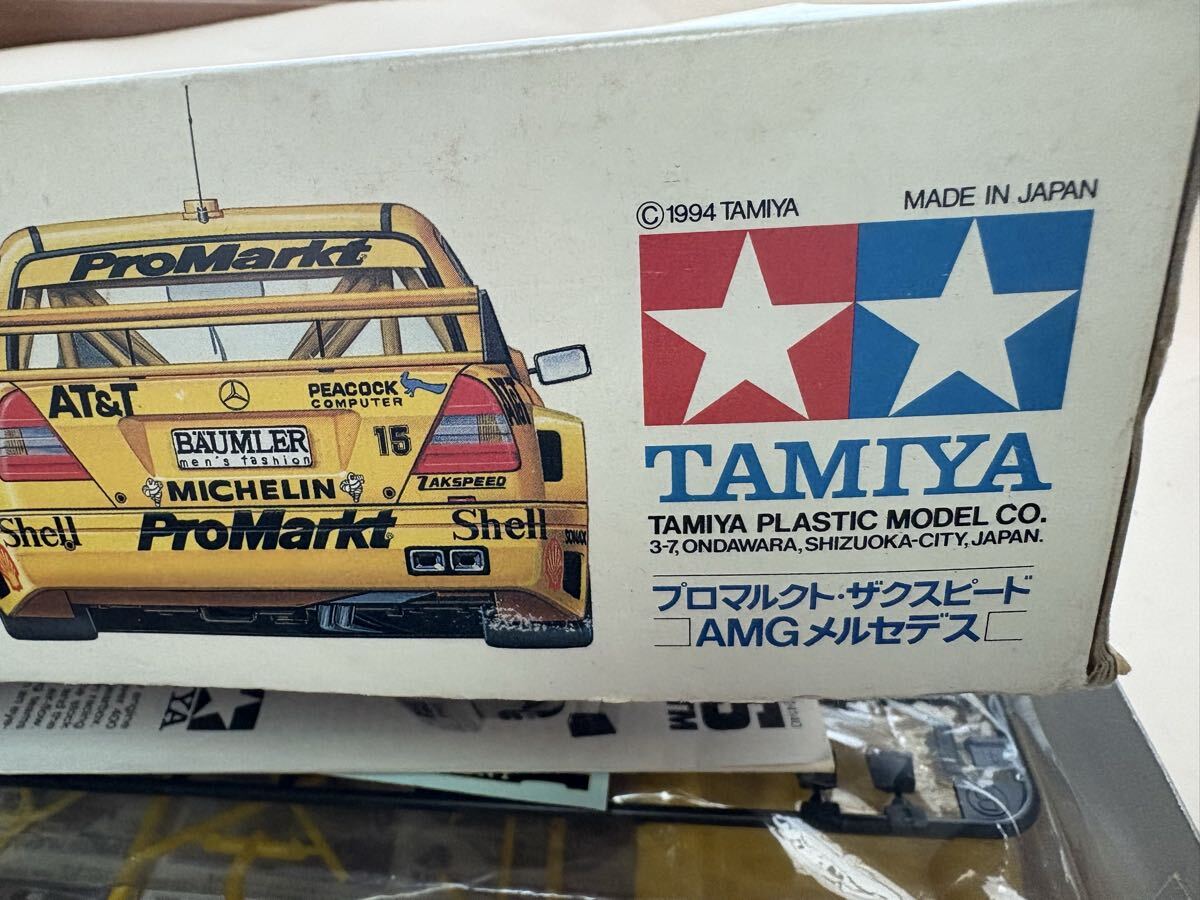 ProMarkt
AT&T
PEACOCK
COMPUTER
AT&T
BÄUMLER
men's fashion
15
MICHELIN
ZAKSPEED
Shell
ProMarkt
Shell
SONAX
© 1994 TAMIYA
MADE IN JAPAN
TAMIYA
TAMIYA PLASTIC MODEL CO.
3-7, ONDAWARA, SHIZUOKA-CITY, JAPAN.
プロマルクト・ザクスピード
AMGメルセデス